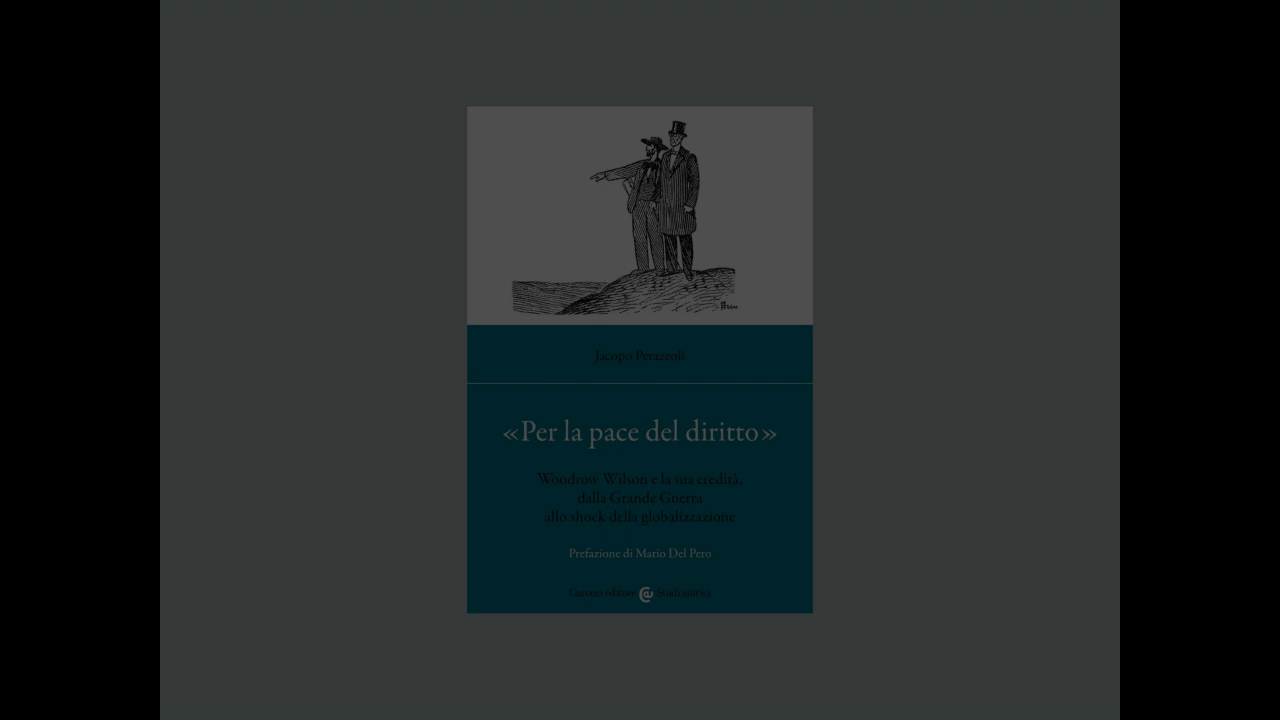 Jacopo Perazzoli
«Per la pace del diritto»
Woodrow Wilson e la sua eredità,
dalla Grande Guerra
allo shock della globalizzazione
Prefazione di Mario Del Pero
Carocci editore @ Studi storici